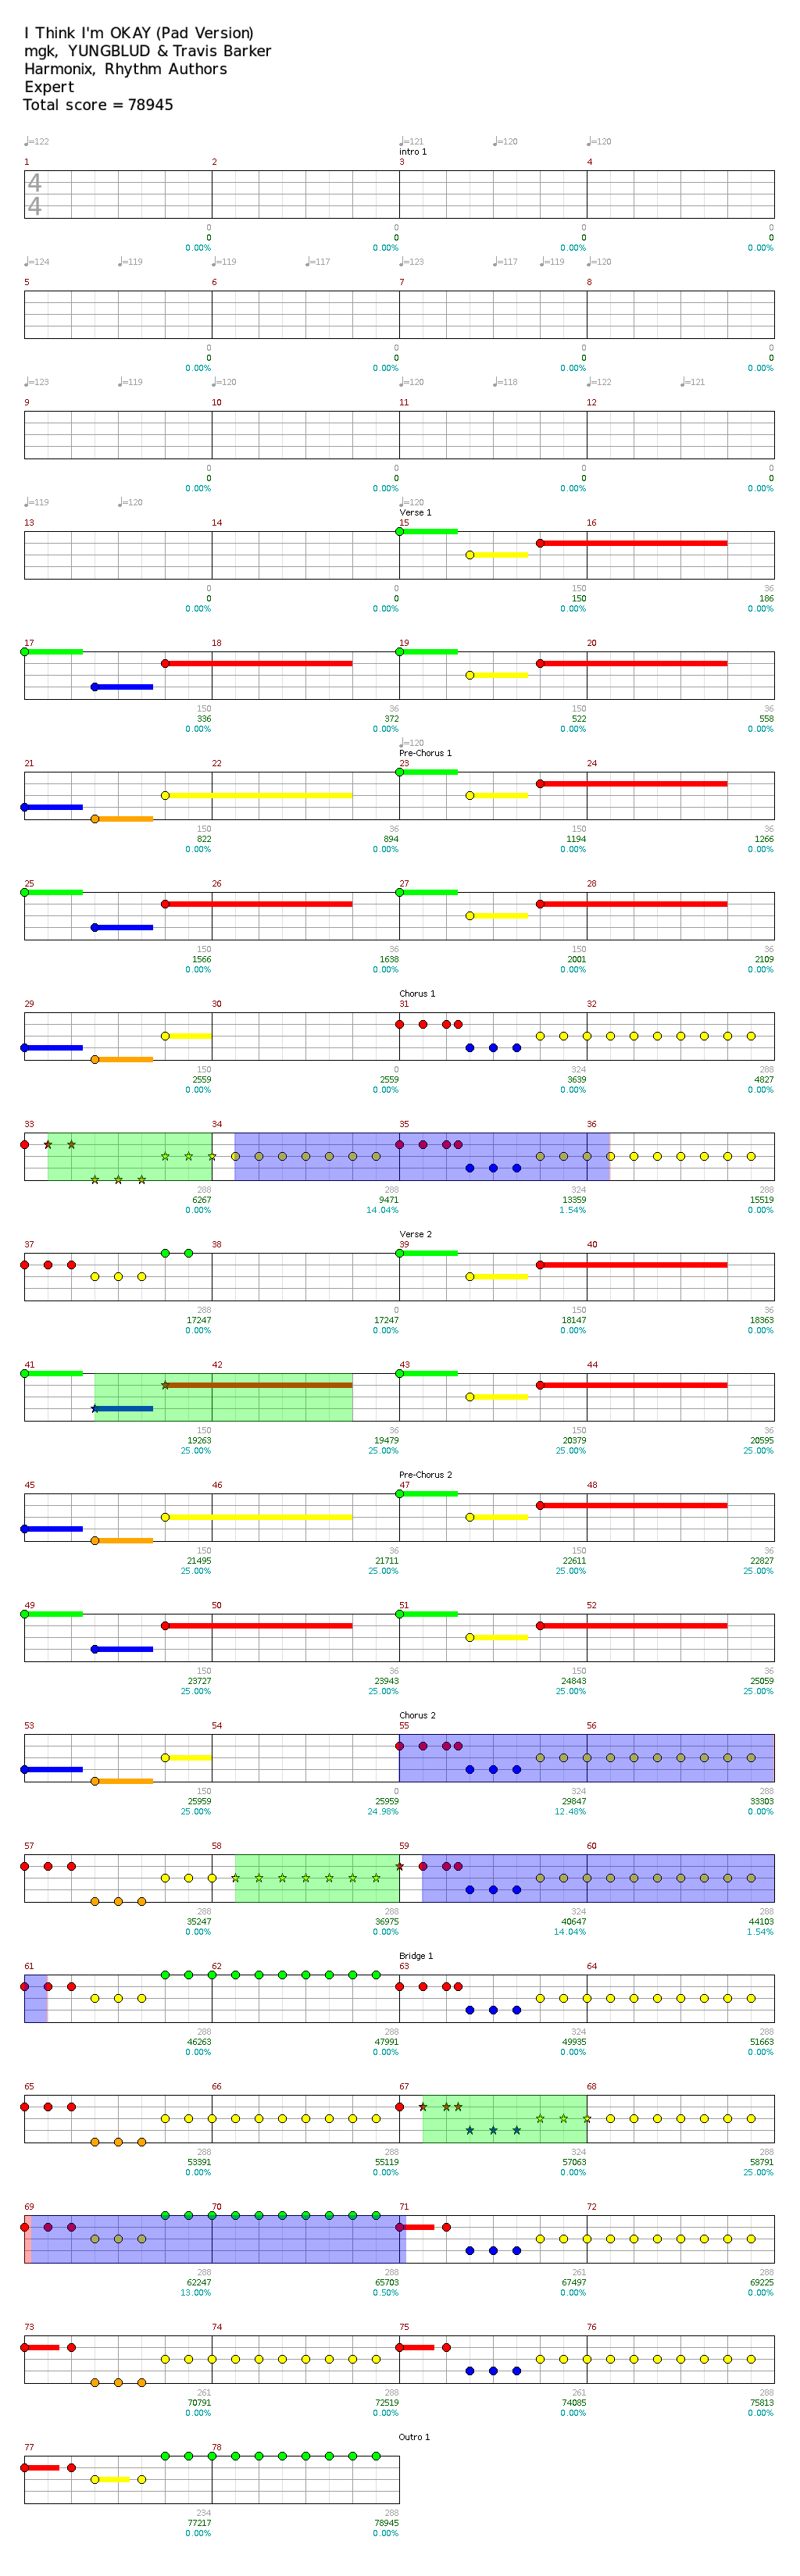 I Think I'm OKAY (Pad Version)
mgk, YUNGBLUD & Travis Barker
Harmonix, Rhythm Authors
Expert
Total score = 78945
♩=122 ♩=121 ♩=120 ♩=120
intro 1
1 2 3 4
4
4
0 0 0 0
0 0 0 0
0.00% 0.00% 0.00% 0.00%
♩=124 ♩=119 ♩=119 ♩=117 ♩=123 ♩=117 ♩=119 ♩=120
5 6 7 8
0 0 0 0
0 0 0 0
0.00% 0.00% 0.00% 0.00%
♩=123 ♩=119 ♩=120 ♩=120 ♩=118 ♩=122 ♩=121
9 10 11 12
0 0 0 0
0 0 0 0
0.00% 0.00% 0.00% 0.00%
♩=119 ♩=120 ♩=120
Verse 1
13 14 15 16
0 0 150 36
0 0 150 186
0.00% 0.00% 0.00% 0.00%
17 18 19 20
150 36 150 36
336 372 522 558
0.00% 0.00% 0.00% 0.00%
♩=120
Pre-Chorus 1
21 22 23 24
150 36 150 36
822 894 1194 1266
0.00% 0.00% 0.00% 0.00%
25 26 27 28
150 36 150 36
1566 1638 2001 2109
0.00% 0.00% 0.00% 0.00%
Chorus 1
29 30 31 32
150 0 324 288
2559 2559 3639 4827
0.00% 0.00% 0.00% 0.00%
33 34 35 36
288 288 324 288
6267 9471 13359 15519
0.00% 14.04% 1.54% 0.00%
Verse 2
37 38 39 40
288 0 150 36
17247 17247 18147 18363
0.00% 0.00% 0.00% 0.00%
41 42 43 44
150 36 150 36
19263 19479 20379 20595
25.00% 25.00% 25.00% 25.00%
Pre-Chorus 2
45 46 47 48
150 36 150 36
21495 21711 22611 22827
25.00% 25.00% 25.00% 25.00%
49 50 51 52
150 36 150 36
23727 23943 24843 25059
25.00% 25.00% 25.00% 25.00%
Chorus 2
53 54 55 56
150 0 324 288
25959 25959 29847 33303
25.00% 24.98% 12.48% 0.00%
57 58 59 60
288 288 324 288
35247 36975 40647 44103
0.00% 0.00% 14.04% 1.54%
Bridge 1
61 62 63 64
288 288 324 288
46263 47991 49935 51663
0.00% 0.00% 0.00% 0.00%
65 66 67 68
288 288 324 288
53391 55119 57063 58791
0.00% 0.00% 0.00% 25.00%
69 70 71 72
288 288 261 288
62247 65703 67497 69225
13.00% 0.50% 0.00% 0.00%
73 74 75 76
261 288 261 288
70791 72519 74085 75813
0.00% 0.00% 0.00% 0.00%
Outro 1
77 78
234 288
77217 78945
0.00% 0.00%